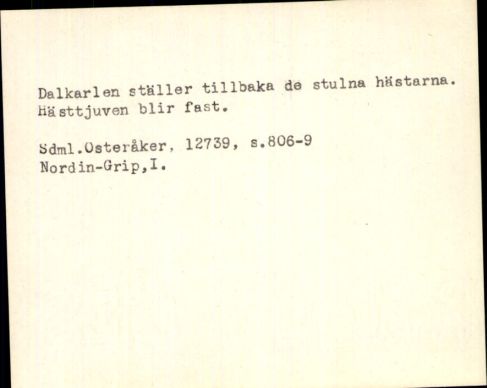 Dalkarlen ställer tillbaka de stulna hästarna.
Hästtjuven blir fast.
Sdml.Österåker, 12739, s.806-9
Nordin-Grip,I.